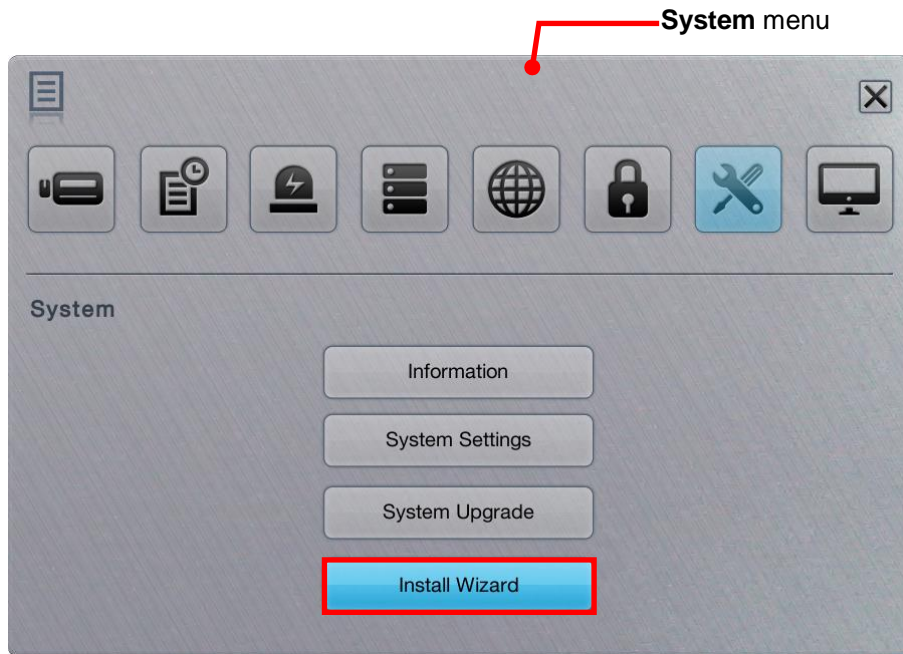 System menu
System
Information
System Settings
System Upgrade
Install Wizard